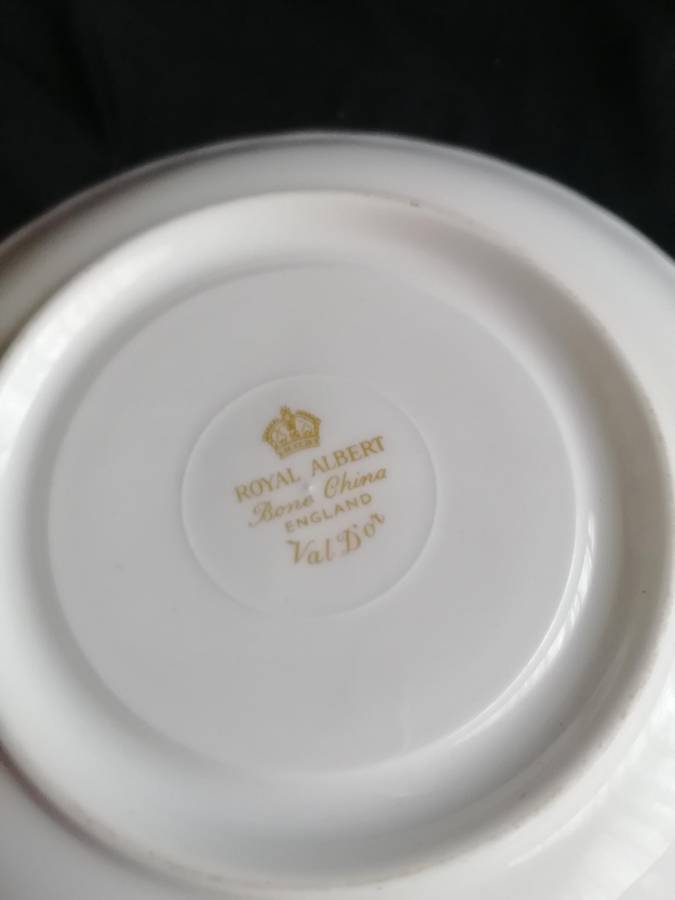 ROYAL ALBERT
Bone China
ENGLAND
Val D'or